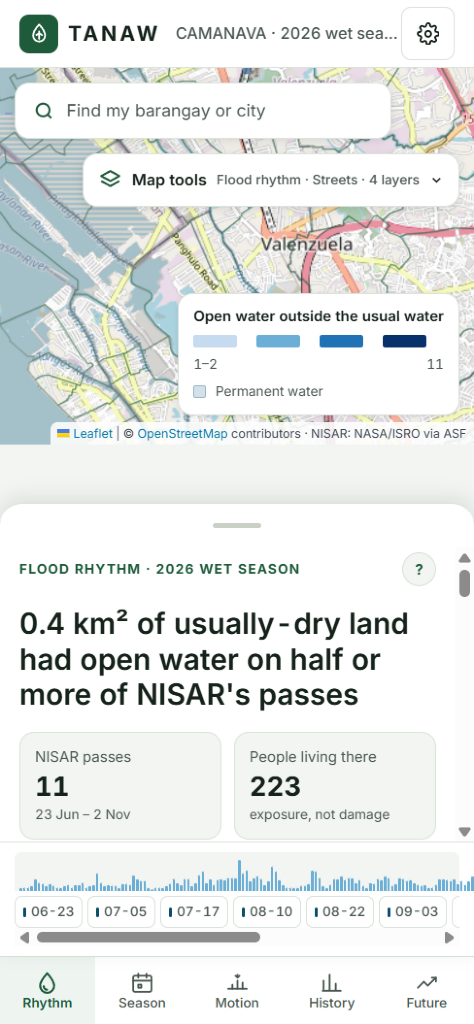 TANAW
CAMANAVA · 2026 wet sea...
Find my barangay or city
Map tools Flood rhythm · Streets · 4 layers
Valenzuela
Valenzuela
Panghulo Road
Open water outside the usual water
1–2 11
Permanent water
Leaflet | © OpenStreetMap contributors · NISAR: NASA/ISRO via ASF
FLOOD RHYTHM · 2026 WET SEASON
?
0.4 km² of usually-dry land
had open water on half or
more of NISAR's passes
NISAR passes
11
23 Jun – 2 Nov
People living there
223
exposure, not damage
06-23 07-05 07-17 08-10 08-22 09-03
Rhythm Season Motion History Future